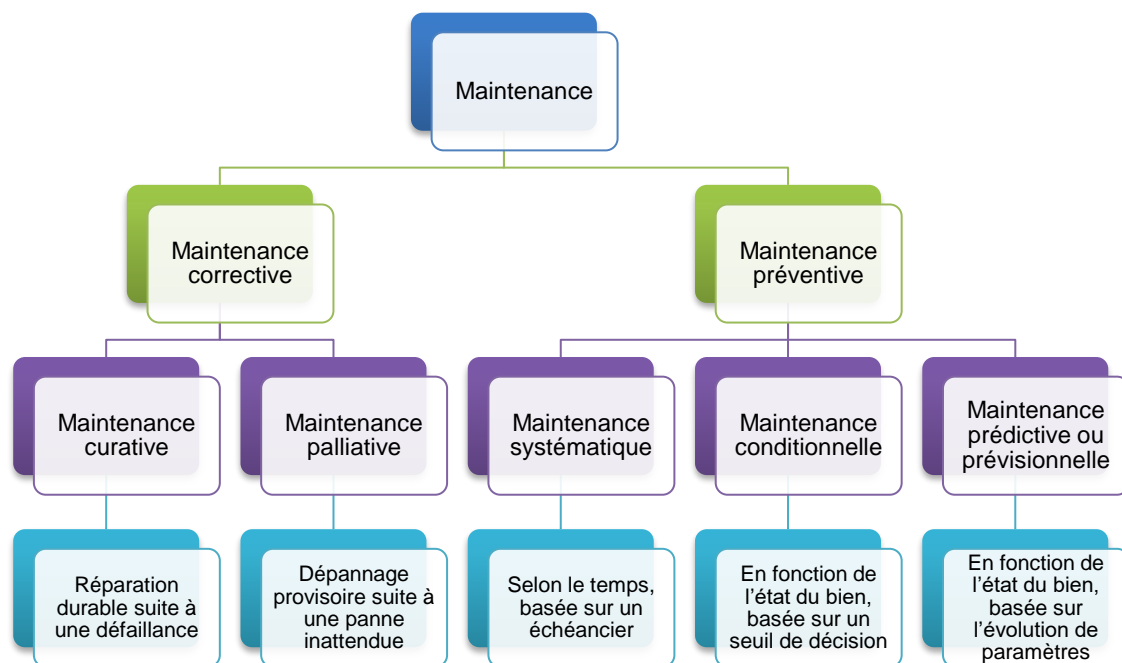 Maintenance
Maintenance
corrective
Maintenance
préventive
Maintenance
curative
Maintenance
palliative
Maintenance
systématique
Maintenance
conditionnelle
Maintenance
prédictive ou
prévisionnelle
Réparation
durable suite à
une défaillance
Dépannage
provisoire suite à
une panne
inattendue
Selon le temps,
basée sur un
échéancier
En fonction de
l’état du bien,
basée sur un
seuil de décision
En fonction de
l’état du bien,
basée sur
l’évolution de
paramètres